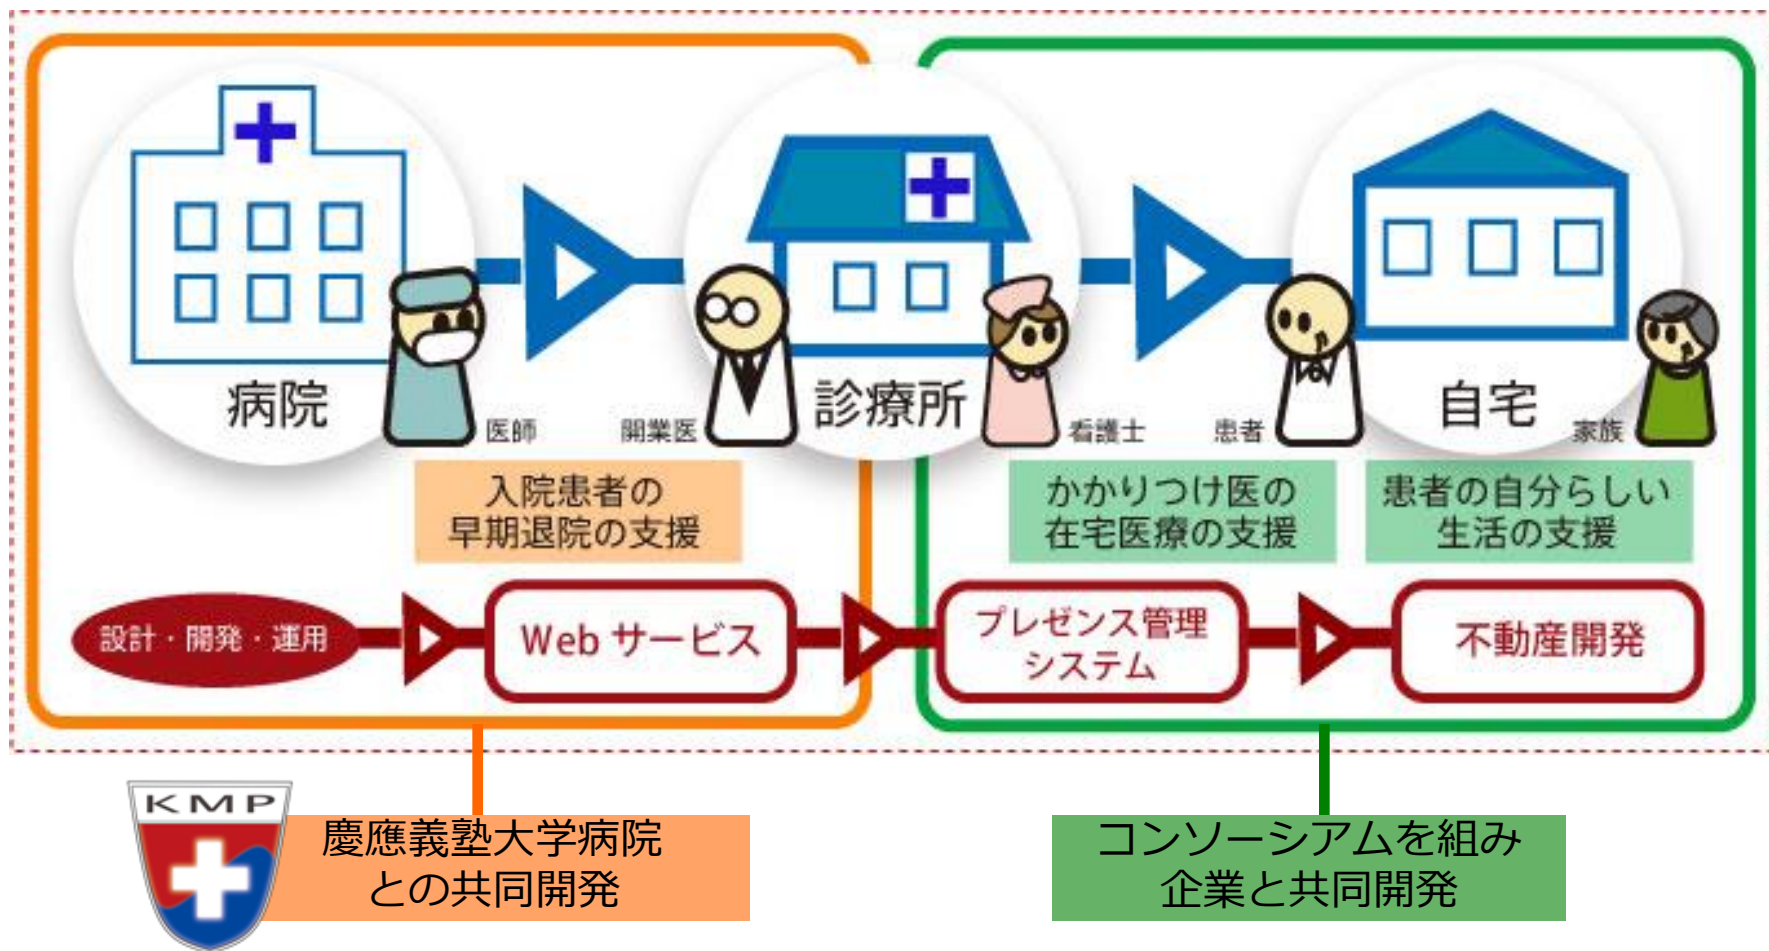 病院
医師
開業医
診療所
看護士
患者
自宅
家族
入院患者の
早期退院の支援
かかりつけ医の
在宅医療の支援
患者の自分らしい
生活の支援
設計・開発・運用
Web サービス
プレゼンス管理
システム
不動産開発
KMP
慶應義塾大学病院
との共同開発
コンソーシアムを組み
企業と共同開発